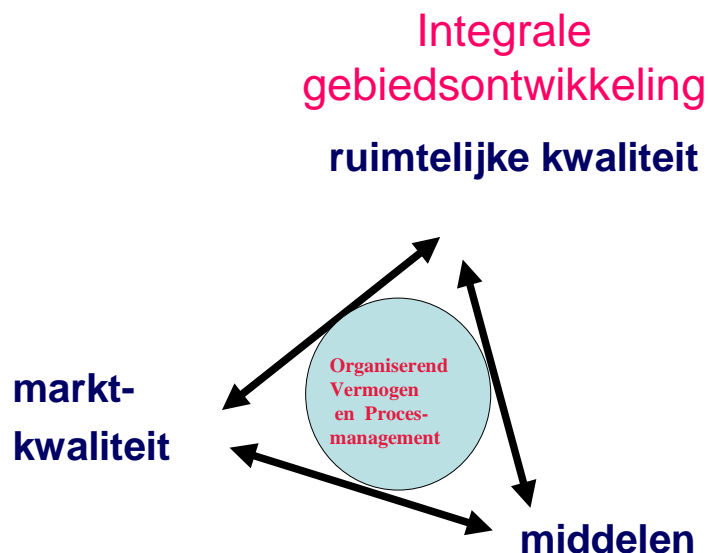 Integrale
gebiedsontwikkeling
ruimtelijke kwaliteit
Organiserend
Vermogen
en Proces-
management
markt-
kwaliteit
middelen